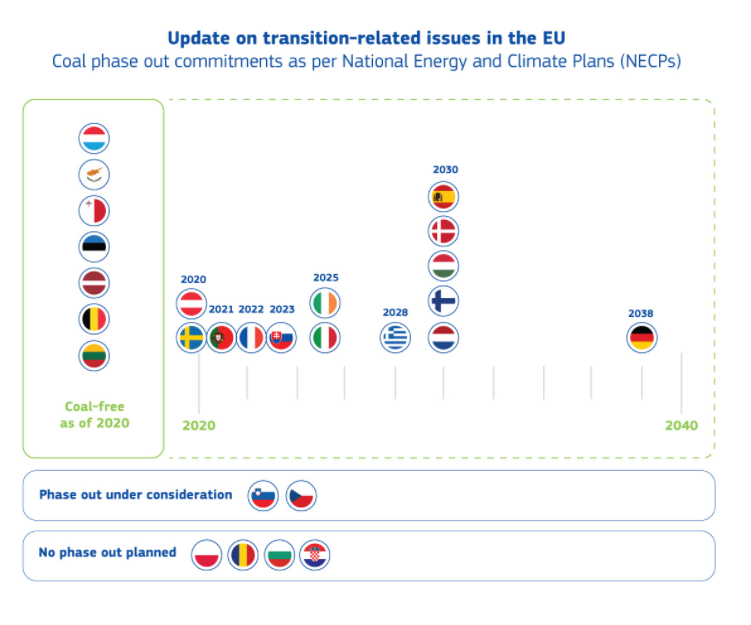 Update on transition-related issues in the EU
Coal phase out commitments as per National Energy and Climate Plans (NECPs)
2030
2020
2025
2021
2022
2023
2028
2038
Coal-free
as of 2020
2020
2040
Phase out under consideration
No phase out planned